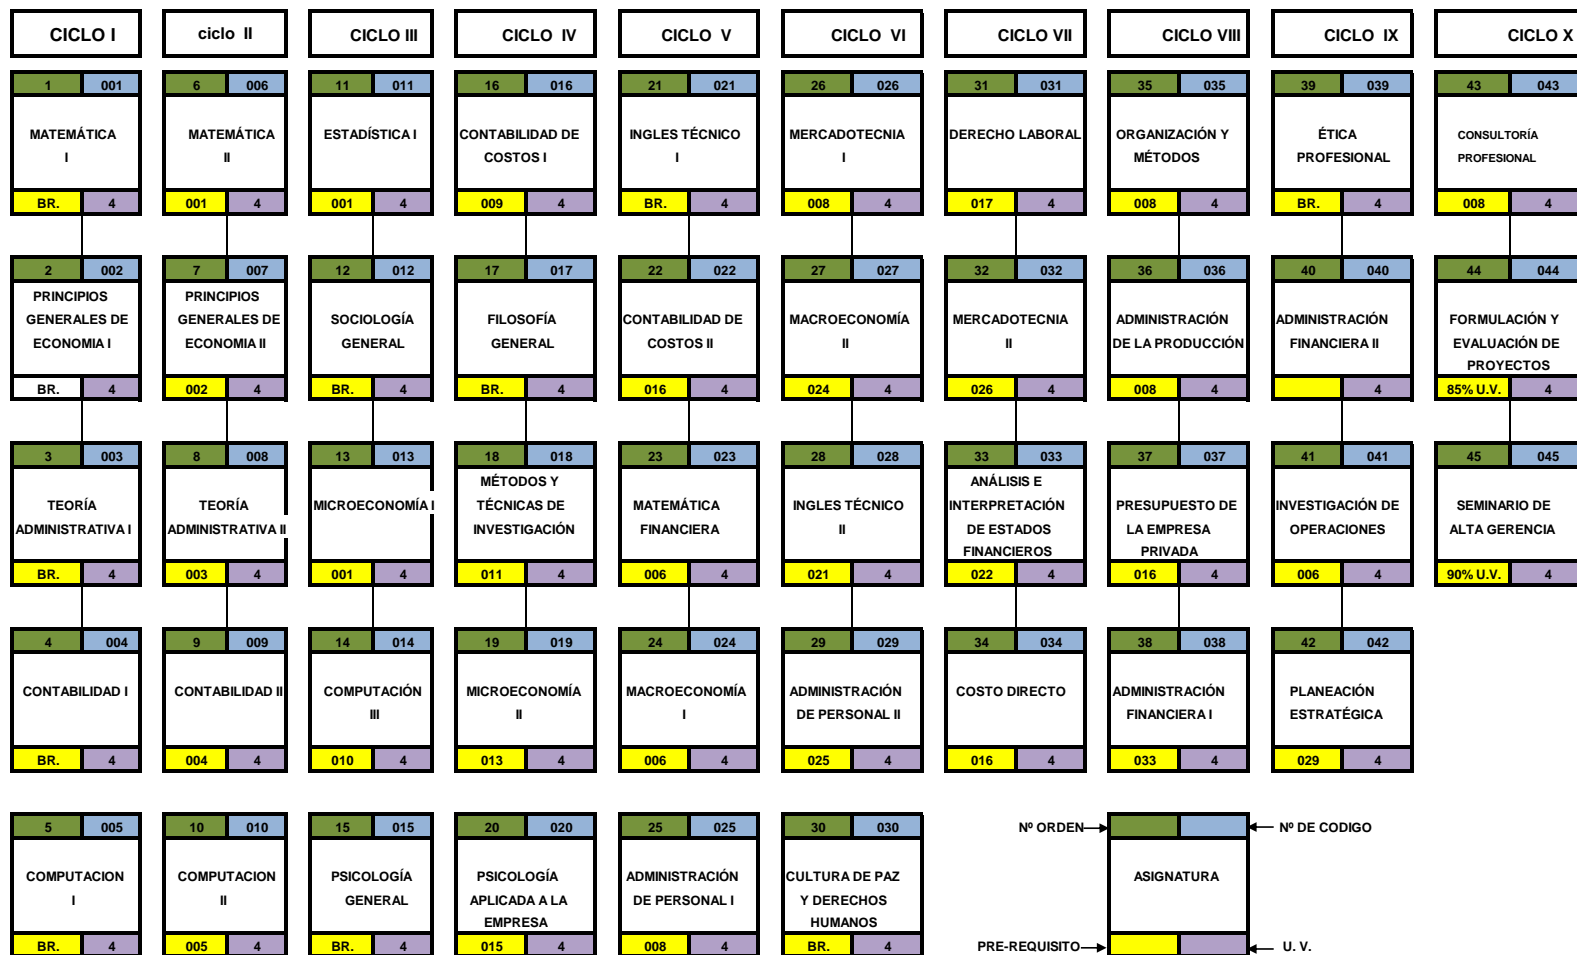 CICLO I ciclo II CICLO III CICLO IV CICLO V CICLO VI CICLO VII CICLO VIII CICLO IX CICLO X
1 001 6 006 11 011 16 016 21 021 26 026 31 031 35 035 39 039 43 043
MATEMÁTICA MATEMÁTICA ESTADÍSTICA I CONTABILIDAD DE INGLES TÉCNICO MERCADOTECNIA DERECHO LABORAL ORGANIZACIÓN Y ÉTICA CONSULTORÍA
I II COSTOS I I I MÉTODOS PROFESIONAL PROFESIONAL
BR. 4 001 4 001 4 009 4 BR. 4 008 4 017 4 008 4 BR. 4 008 4
2 002 7 007 12 012 17 017 22 022 27 027 32 032 36 036 40 040 44 044
PRINCIPIOS PRINCIPIOS
GENERALES DE GENERALES DE SOCIOLOGÍA FILOSOFÍA CONTABILIDAD DE MACROECONOMÍA MERCADOTECNIA ADMINISTRACIÓN ADMINISTRACIÓN FORMULACIÓN Y
ECONOMIA I ECONOMIA II GENERAL GENERAL COSTOS II II II DE LA PRODUCCIÓN FINANCIERA II EVALUACIÓN DE
PROYECTOS
BR. 4 002 4 BR. 4 BR. 4 016 4 024 4 026 4 008 4 4 85% U.V. 4
3 003 8 008 13 013 18 018 23 023 28 028 33 033 37 037 41 041 45 045
MÉTODOS Y ANÁLISIS E
TEORÍA TEORÍA MICROECONOMÍA I TÉCNICAS DE MATEMÁTICA INGLES TÉCNICO INTERPRETACIÓN PRESUPUESTO DE INVESTIGACIÓN DE SEMINARIO DE
ADMINISTRATIVA I ADMINISTRATIVA II INVESTIGACIÓN FINANCIERA II DE ESTADOS LA EMPRESA OPERACIONES ALTA GERENCIA
FINANCIEROS PRIVADA
BR. 4 003 4 001 4 011 4 006 4 021 4 022 4 016 4 006 4 90% U.V. 4
4 004 9 009 14 014 19 019 24 024 29 029 34 034 38 038 42 042
CONTABILIDAD I CONTABILIDAD II COMPUTACIÓN MICROECONOMÍA MACROECONOMÍA ADMINISTRACIÓN COSTO DIRECTO ADMINISTRACIÓN PLANEACIÓN
III II I DE PERSONAL II FINANCIERA I ESTRATÉGICA
BR. 4 004 4 010 4 013 4 006 4 025 4 016 4 033 4 029 4
5 005 10 010 15 015 20 020 25 025 30 030 Nº ORDEN Nº DE CODIGO
COMPUTACION COMPUTACION PSICOLOGÍA PSICOLOGÍA ADMINISTRACIÓN CULTURA DE PAZ ASIGNATURA
I II GENERAL APLICADA A LA DE PERSONAL I Y DERECHOS
EMPRESA HUMANOS
BR. 4 005 4 BR. 4 015 4 008 4 BR. 4 PRE-REQUISITO U. V.